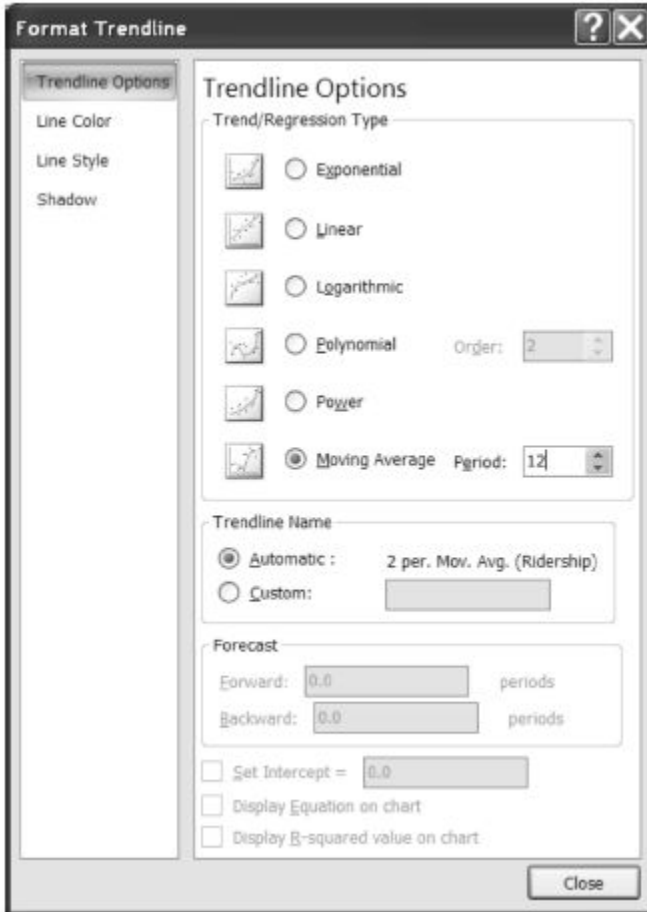 Format Trendline
Trendline Options
Line Color
Line Style
Shadow
Trendline Options
Trend/Regression Type
Exponential
Linear
Logarithmic
Polynomial Order: 2
Power
Moving Average Period: 12
Trendline Name
Automatic : 2 per. Mov. Avg. (Ridership)
Custom:
Forecast
Forward: 0.0 periods
Backward: 0.0 periods
Set Intercept = 0.0
Display Equation on chart
Display R-squared value on chart
Close